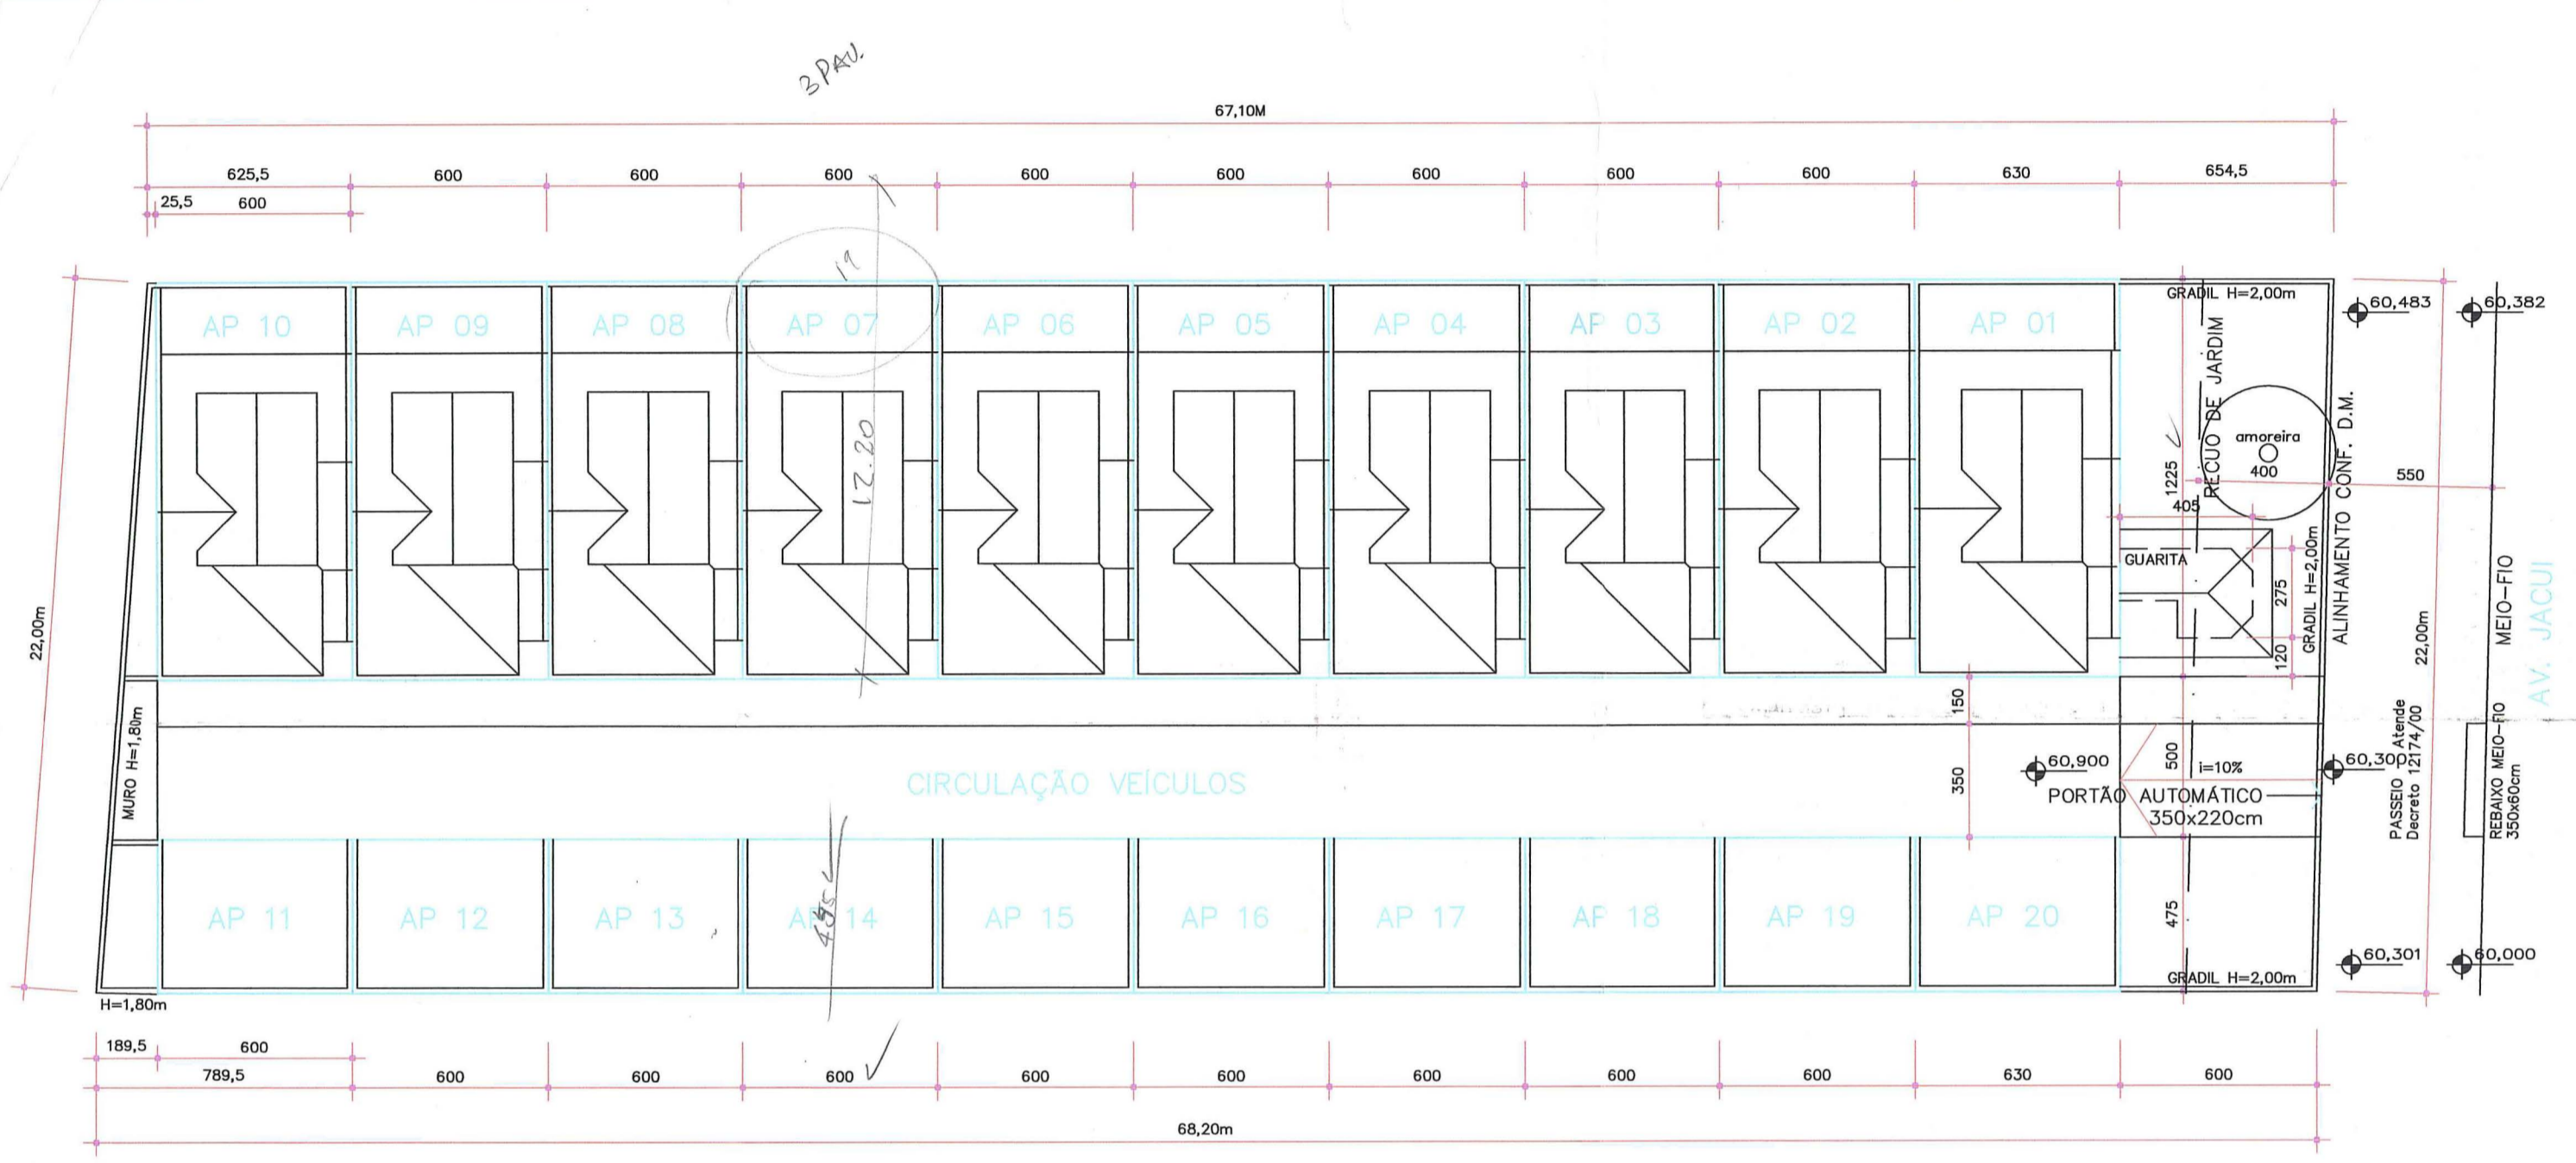 3 PAV.
67,10M
625,5 600 600 600 600 600 600 600 600 630 654,5
25,5 600
19
GRADIL H=2,00m
60,483 60,382
AP 10 AP 09 AP 08 AP 07 AP 06 AP 05 AP 04 AP 03 AP 02 AP 01
RECUO DE JARDIM
amoreira
400
1225
405
12.20
550
ALINHAMENTO CONF. D.M.
GUARITA
275
120
GRADIL H=2,00m
MEIO-FIO
AV. JACUI
22,00m
22,00m
MURO H=1,80m
150
350
500
CIRCULAÇÃO VEÍCULOS
60,900
i=10%
60,300
PORTÃO AUTOMÁTICO
350x220cm
PASSEIO Atende
Decreto 12174/00
REBAIXO MEIO-FIO
350x60cm
AP 11 AP 12 AP 13 AP 14 AP 15 AP 16 AP 17 AP 18 AP 19 AP 20
475
60,301 60,000
GRADIL H=2,00m
H=1,80m
189,5 600
789,5 600 600 600 600 600 600 600 600 630 600
68,20m